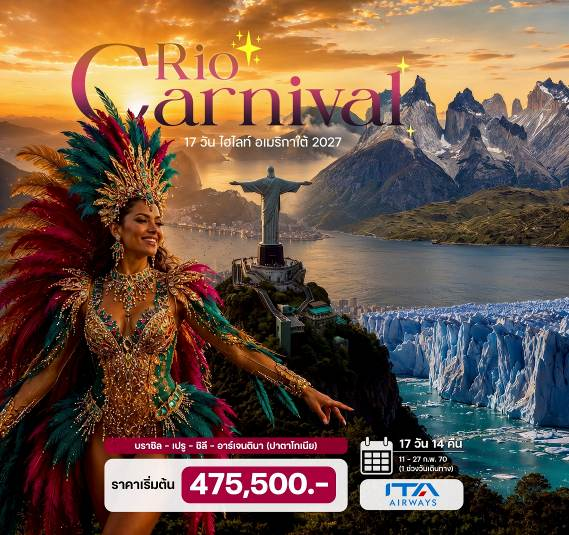 Rio
Carnival
17 วัน ไฮไลท์ อเมริกาใต้ 2027
บราซิล - เปรู - ชิลี - อาร์เจนตินา (ปาตาโกเนีย)
ราคาเริ่มต้น 475,500.-
17 วัน 14 คืน
11 - 27 ก.พ. 70
(1 ช่วงวันเดินทาง)
ITA
AIRWAYS